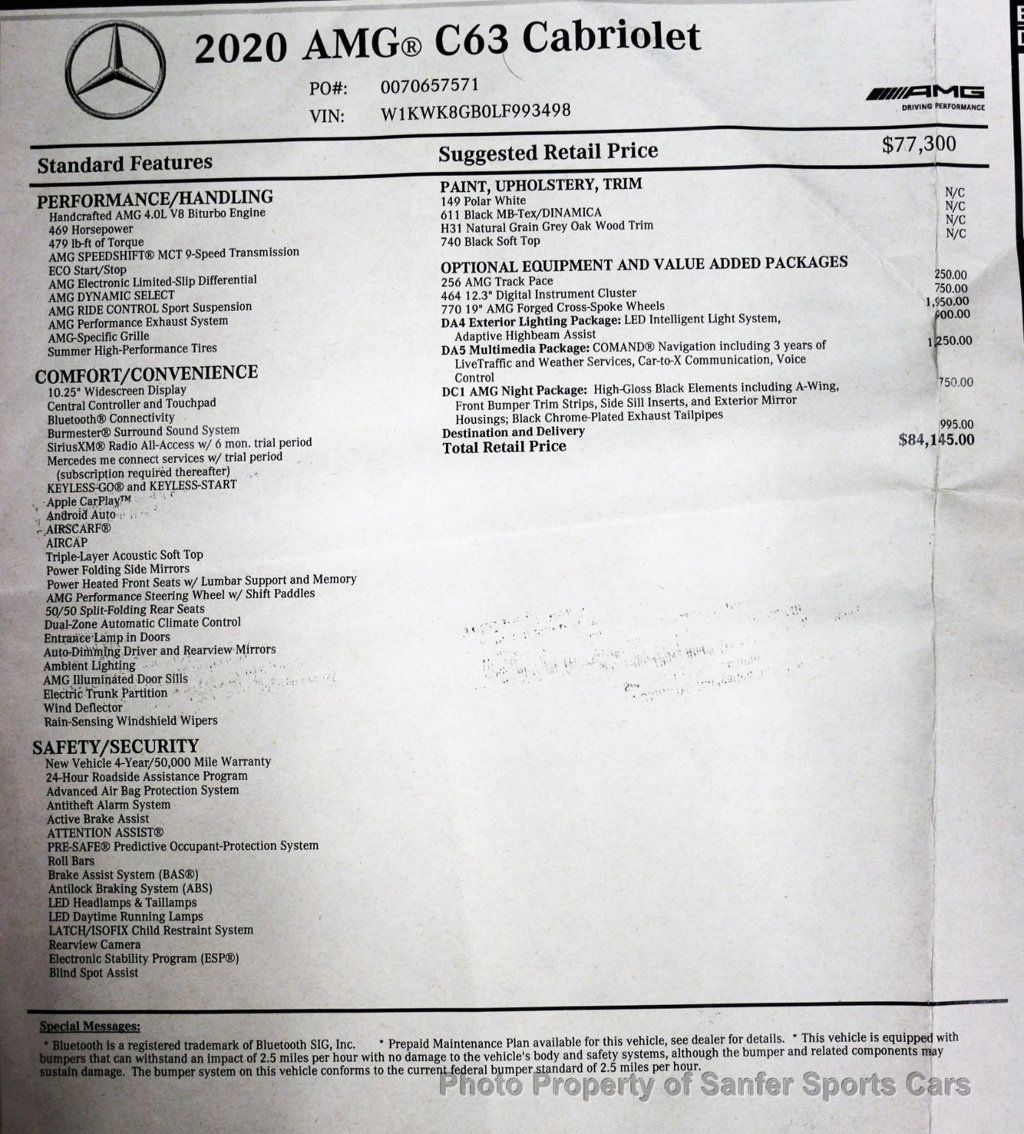 2020 AMG® C63 Cabriolet
PO#: 0070657571
VIN: W1KWK8GB0LF993498
AMG
DRIVING PERFORMANCE
Standard Features
PERFORMANCE/HANDLING
Handcrafted AMG 4.0L V8 Biturbo Engine
469 Horsepower
479 lb-ft of Torque
AMG SPEEDSHIFT® MCT 9-Speed Transmission
ECO Start/Stop
AMG Electronic Limited-Slip Differential
AMG DYNAMIC SELECT
AMG RIDE CONTROL Sport Suspension
AMG Performance Exhaust System
AMG-Specific Grille
Summer High-Performance Tires
COMFORT/CONVENIENCE
10.25" Widescreen Display
Central Controller and Touchpad
Bluetooth® Connectivity
Burmester® Surround Sound System
SiriusXM® Radio All-Access w/ 6 mon. trial period
Mercedes me connect services w/ trial period
(subscription required thereafter)
KEYLESS-GO® and KEYLESS-START
Apple CarPlay™
Android Auto
AIRSCARF®
AIRCAP
Triple-Layer Acoustic Soft Top
Power Folding Side Mirrors
Power Heated Front Seats w/ Lumbar Support and Memory
AMG Performance Steering Wheel w/ Shift Paddles
50/50 Split-Folding Rear Seats
Dual-Zone Automatic Climate Control
Entrance Lamp in Doors
Auto-Dimming Driver and Rearview Mirrors
Ambient Lighting
AMG Illuminated Door Sills
Electric Trunk Partition
Wind Deflector
Rain-Sensing Windshield Wipers
SAFETY/SECURITY
New Vehicle 4-Year/50,000 Mile Warranty
24-Hour Roadside Assistance Program
Advanced Air Bag Protection System
Antitheft Alarm System
Active Brake Assist
ATTENTION ASSIST®
PRE-SAFE® Predictive Occupant-Protection System
Roll Bars
Brake Assist System (BAS®)
Antilock Braking System (ABS)
LED Headlamps & Taillamps
LED Daytime Running Lamps
LATCH/ISOFIX Child Restraint System
Rearview Camera
Electronic Stability Program (ESP®)
Blind Spot Assist
Suggested Retail Price $77,300
PAINT, UPHOLSTERY, TRIM
149 Polar White N/C
611 Black MB-Tex/DINAMICA N/C
H31 Natural Grain Grey Oak Wood Trim N/C
740 Black Soft Top N/C
OPTIONAL EQUIPMENT AND VALUE ADDED PACKAGES
256 AMG Track Pace 250.00
464 12.3" Digital Instrument Cluster 750.00
770 19" AMG Forged Cross-Spoke Wheels 1,950.00
DA4 Exterior Lighting Package: LED Intelligent Light System, 900.00
Adaptive Highbeam Assist
DA5 Multimedia Package: COMAND® Navigation including 3 years of 1,250.00
LiveTraffic and Weather Services, Car-to-X Communication, Voice
Control
DC1 AMG Night Package: High-Gloss Black Elements including A-Wing, 750.00
Front Bumper Trim Strips, Side Sill Inserts, and Exterior Mirror
Housings; Black Chrome-Plated Exhaust Tailpipes
Destination and Delivery 995.00
Total Retail Price $84,145.00
Special Messages:
* Bluetooth is a registered trademark of Bluetooth SIG, Inc. * Prepaid Maintenance Plan available for this vehicle, see dealer for details. * This vehicle is equipped with
bumpers that can withstand an impact of 2.5 miles per hour with no damage to the vehicle's body and safety systems, although the bumper and related components may
sustain damage. The bumper system on this vehicle conforms to the current federal bumper standard of 2.5 miles per hour.
Photo Property of Sanfer Sports Cars